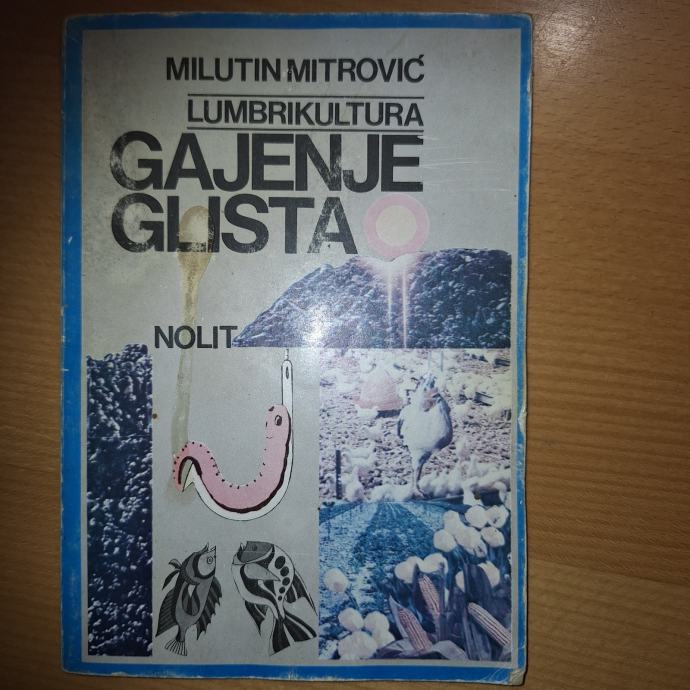 MILUTIN MITROVIĆ
LUMBRIKULTURA
GAJENJE
GLISTA
NOLIT